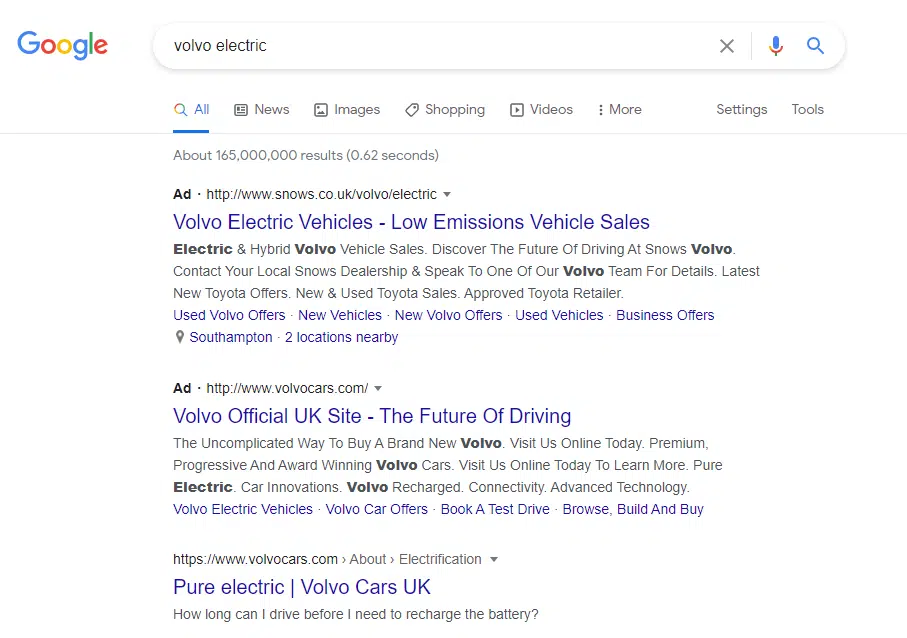 Google
volvo electric
All News Images Shopping Videos More Settings Tools
About 165,000,000 results (0.62 seconds)
Ad · http://www.snows.co.uk/volvo/electric
Volvo Electric Vehicles - Low Emissions Vehicle Sales
Electric & Hybrid Volvo Vehicle Sales. Discover The Future Of Driving At Snows Volvo.
Contact Your Local Snows Dealership & Speak To One Of Our Volvo Team For Details. Latest
New Toyota Offers. New & Used Toyota Sales. Approved Toyota Retailer.
Used Volvo Offers · New Vehicles · New Volvo Offers · Used Vehicles · Business Offers
Southampton · 2 locations nearby
Ad · http://www.volvocars.com/
Volvo Official UK Site - The Future Of Driving
The Uncomplicated Way To Buy A Brand New Volvo. Visit Us Online Today. Premium,
Progressive And Award Winning Volvo Cars. Visit Us Online Today To Learn More. Pure
Electric. Car Innovations. Volvo Recharged. Connectivity. Advanced Technology.
Volvo Electric Vehicles · Volvo Car Offers · Book A Test Drive · Browse, Build And Buy
https://www.volvocars.com › About › Electrification
Pure electric | Volvo Cars UK
How long can I drive before I need to recharge the battery?